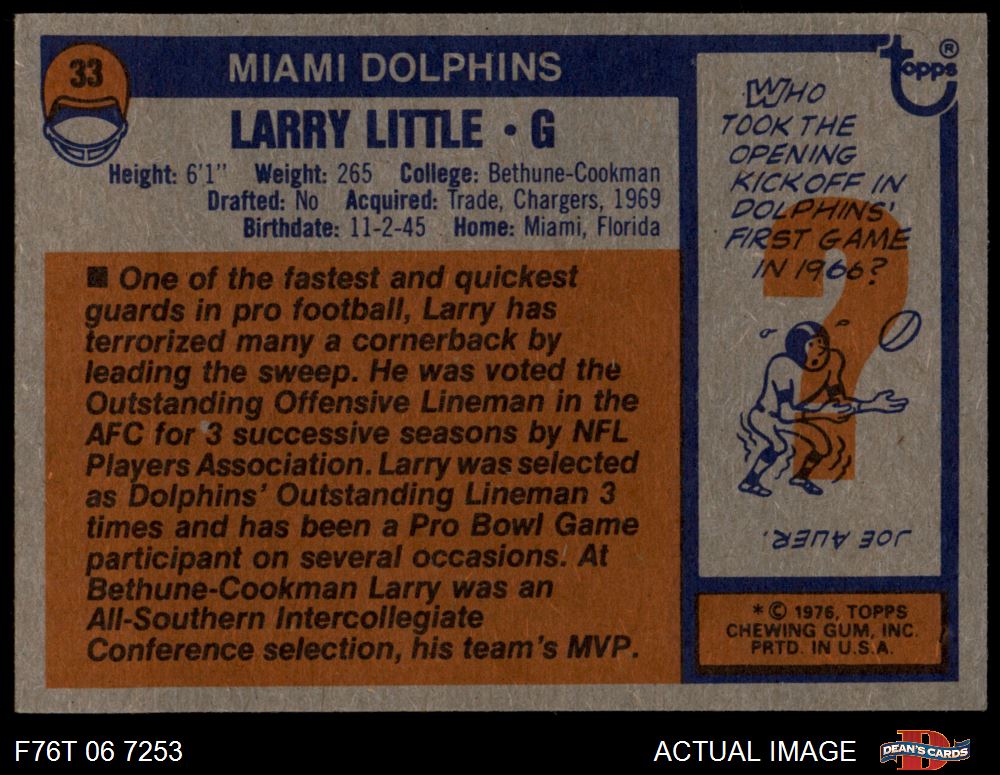 33
MIAMI DOLPHINS
LARRY LITTLE • G
Height: 6'1" Weight: 265 College: Bethune-Cookman
Drafted: No Acquired: Trade, Chargers, 1969
Birthdate: 11-2-45 Home: Miami, Florida
■ One of the fastest and quickest
guards in pro football, Larry has
terrorized many a cornerback by
leading the sweep. He was voted the
Outstanding Offensive Lineman in the
AFC for 3 successive seasons by NFL
Players Association. Larry was selected
as Dolphins' Outstanding Lineman 3
times and has been a Pro Bowl Game
participant on several occasions. At
Bethune-Cookman Larry was an
All-Southern Intercollegiate
Conference selection, his team's MVP.
topps®
WHO
TOOK THE
OPENING
KICKOFF IN
DOLPHINS'
FIRST GAME
IN 1966?
?
JOE AUER.
* © 1976, TOPPS
CHEWING GUM, INC.
PRTD. IN U.S.A.
F76T 06 7253
ACTUAL IMAGE
D
DEAN'S CARDS